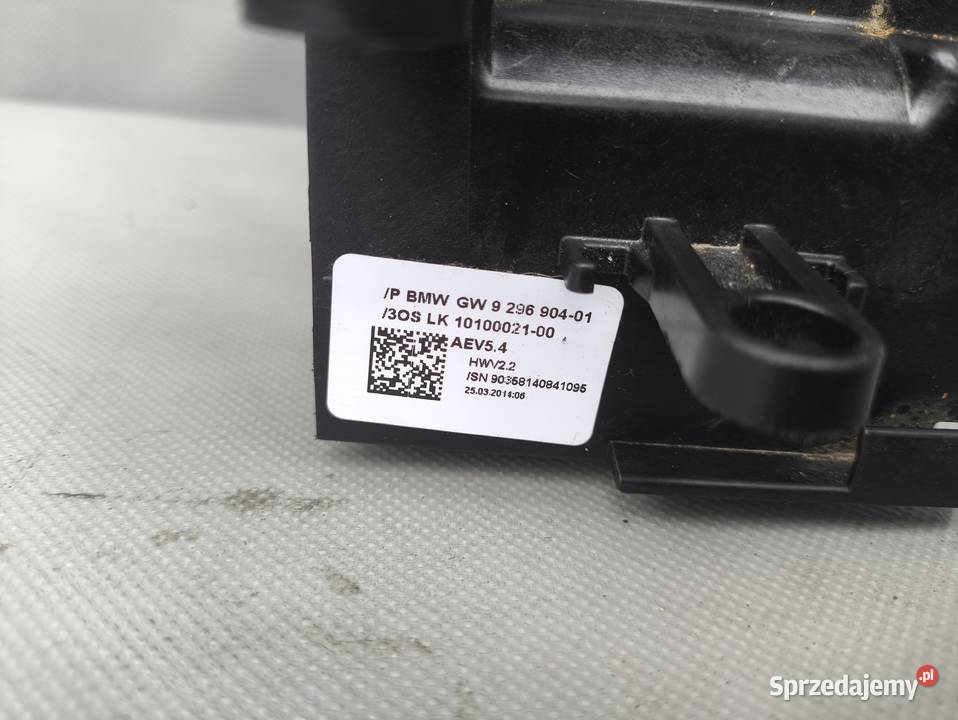 /P BMW GW 9 296 904-01
/3OS LK 10100021-00
AEV5.4
HWV2.2
/SN 90358140841095
25.03.2014:06
Sprzedajemy.pl